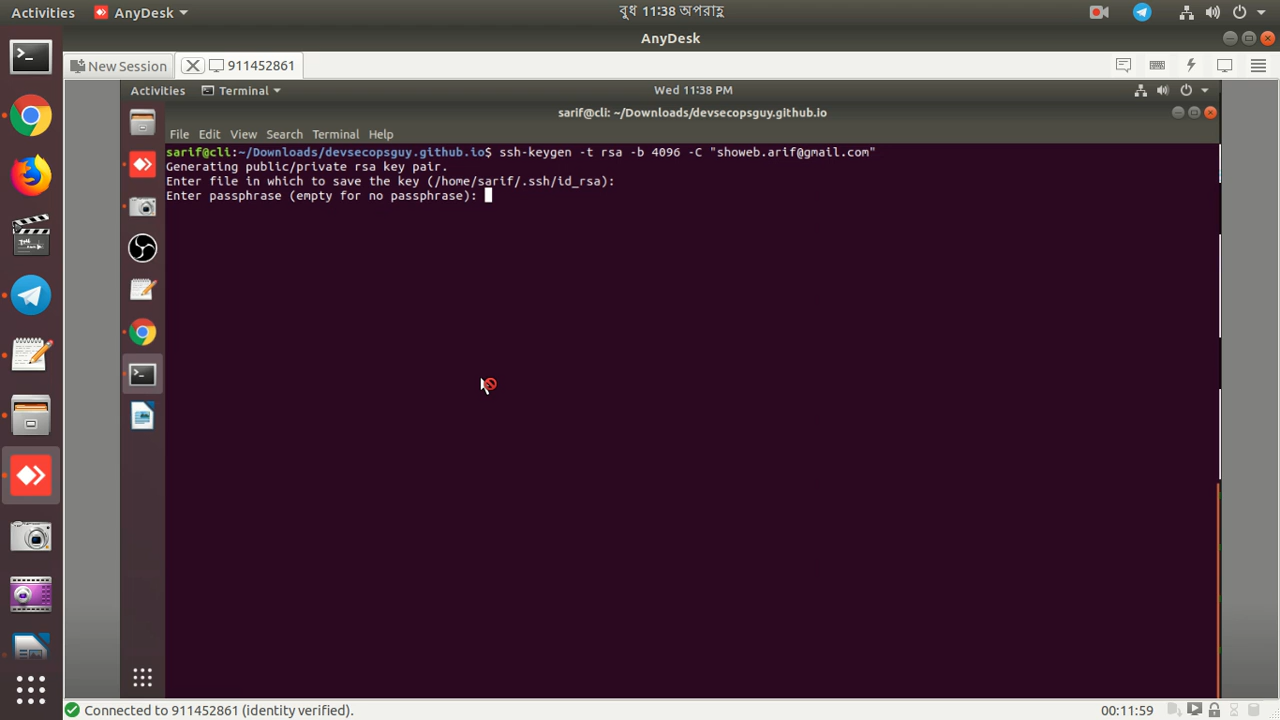 Activities
AnyDesk
বুধ 11:38 অপরাহ্ণ
AnyDesk
New Session
911452861
Activities
Terminal
Wed 11:38 PM
sarif@cli: ~/Downloads/devsecopsguy.github.io
File Edit View Search Terminal Help
sarif@cli:~/Downloads/devsecopsguy.github.io$ ssh-keygen -t rsa -b 4096 -C "showeb.arif@gmail.com"
Generating public/private rsa key pair.
Enter file in which to save the key (/home/sarif/.ssh/id_rsa):
Enter passphrase (empty for no passphrase):
Connected to 911452861 (identity verified).
00:11:59